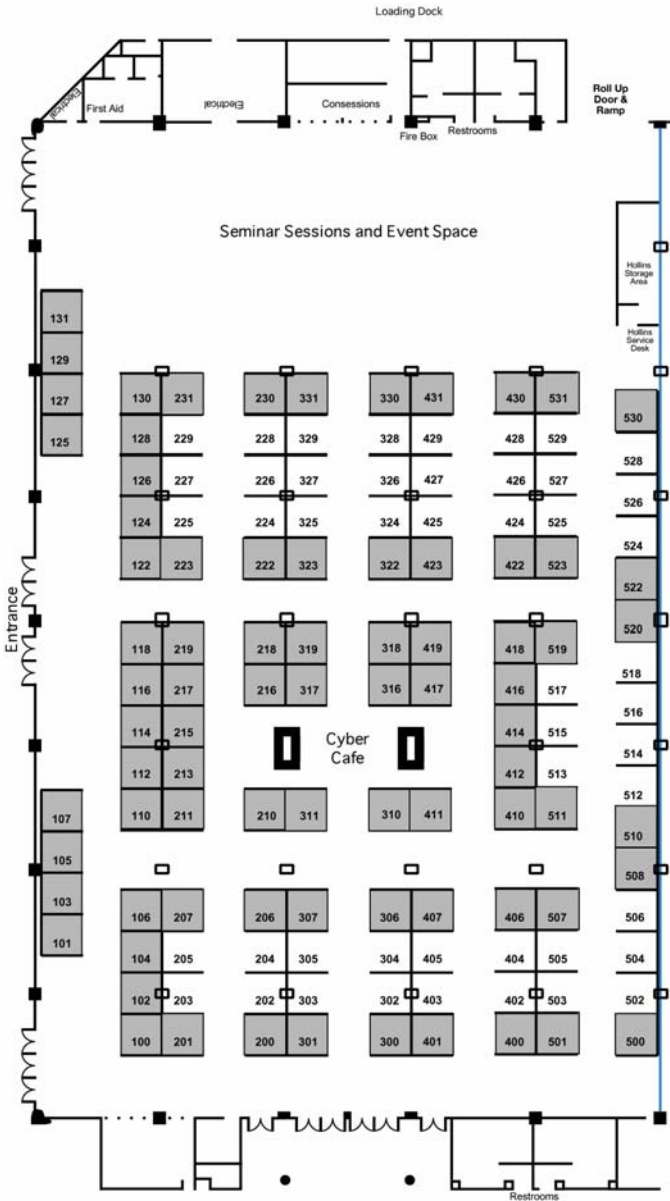 Loading Dock
Roll Up
Door &
Ramp
Electrical
First Aid
Electrical
Consessions
Fire Box
Restrooms
Seminar Sessions and Event Space
Hollins
Storage
Area
Hollins
Service
Desk
131
129
127
125
130 231 230 331 330 431 430 531
530
128 229 228 329 328 429 428 529
528
126 227 226 327 326 427 426 527
526
124 225 224 325 324 425 424 525
524
122 223 222 323 322 423 422 523
522
520
Entrance
118 219 218 319 318 419 418 519
518
116 217 216 317 316 417 416 517
516
114 215
Cyber
Cafe
414 515
514
112 213 412 513
512
107
110 211 210 311 310 411 410 511
510
105
508
103
106 207 206 307 306 407 406 507
506
101
104 205 204 305 304 405 404 505
504
102 203 202 303 302 403 402 503
502
100 201 200 301 300 401 400 501
500
Restrooms